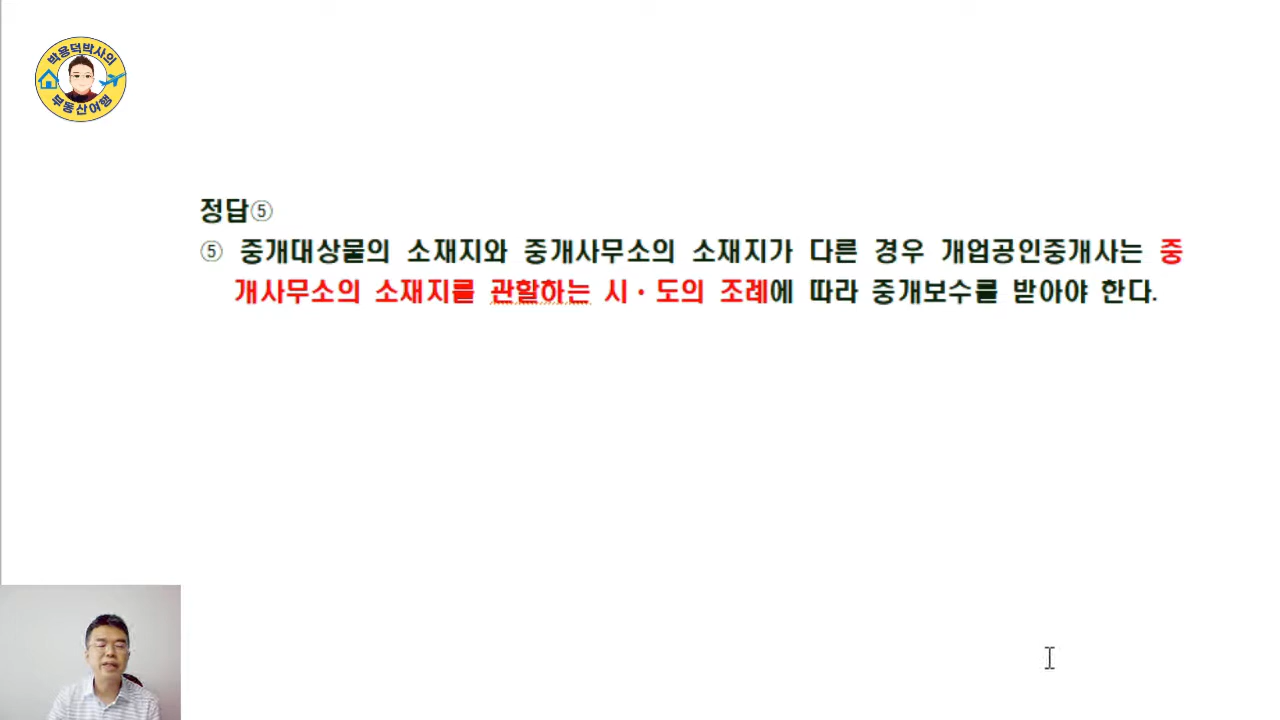 박용덕박사의
부동산여행
정답⑤
⑤ 중개대상물의 소재지와 중개사무소의 소재지가 다른 경우 개업공인중개사는 중
개사무소의 소재지를 관할하는 시·도의 조례에 따라 중개보수를 받아야 한다.